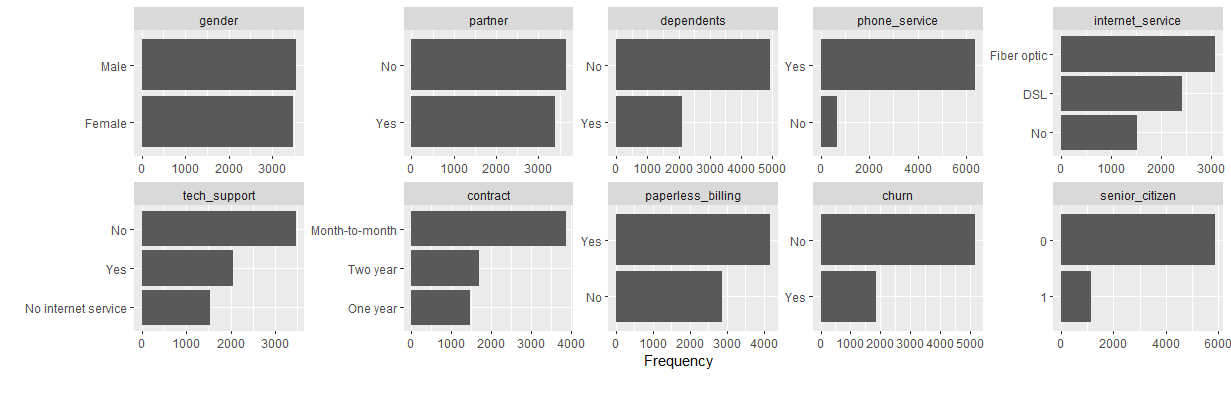 gender partner dependents phone_service internet_service
Male No No Yes Fiber optic
DSL
Female Yes Yes No No
0 1000 2000 3000 0 1000 2000 3000 0 1000 2000 3000 4000 5000 0 2000 4000 6000 0 1000 2000 3000
tech_support contract paperless_billing churn senior_citizen
No Month-to-month Yes No 0
Yes Two year
No internet service One year No Yes 1
0 1000 2000 3000 0 1000 2000 3000 4000 0 1000 2000 3000 4000 0 1000 2000 3000 4000 5000 0 2000 4000 6000
Frequency